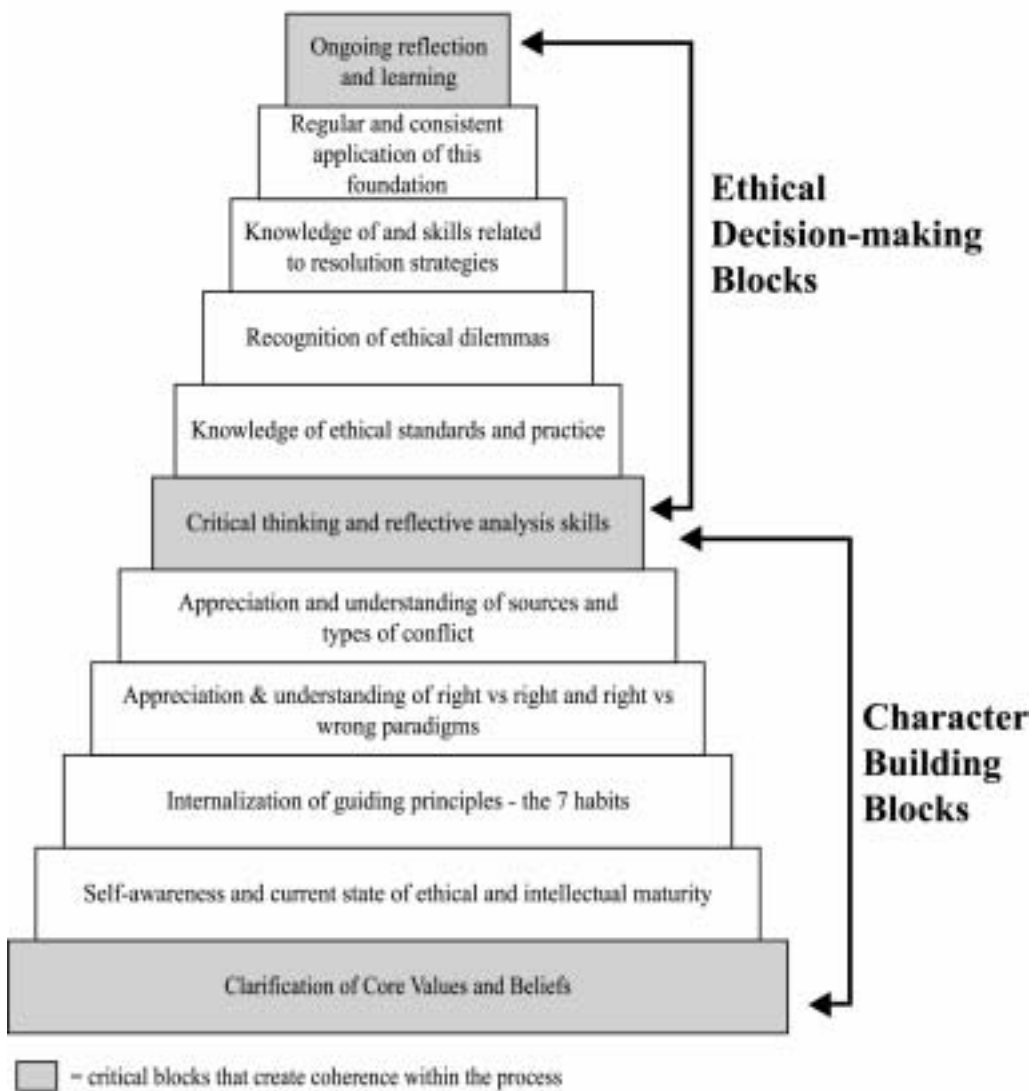 Ongoing reflection
and learning
Regular and consistent
application of this
foundation
Knowledge of and skills related
to resolution strategies
Recognition of ethical dilemmas
Knowledge of ethical standards and practice
Critical thinking and reflective analysis skills
Appreciation and understanding of sources and
types of conflict
Appreciation & understanding of right vs right and right vs
wrong paradigms
Internalization of guiding principles - the 7 habits
Self-awareness and current state of ethical and intellectual maturity
Clarification of Core Values and Beliefs
Ethical
Decision-making
Blocks
Character
Building
Blocks
= critical blocks that create coherence within the process